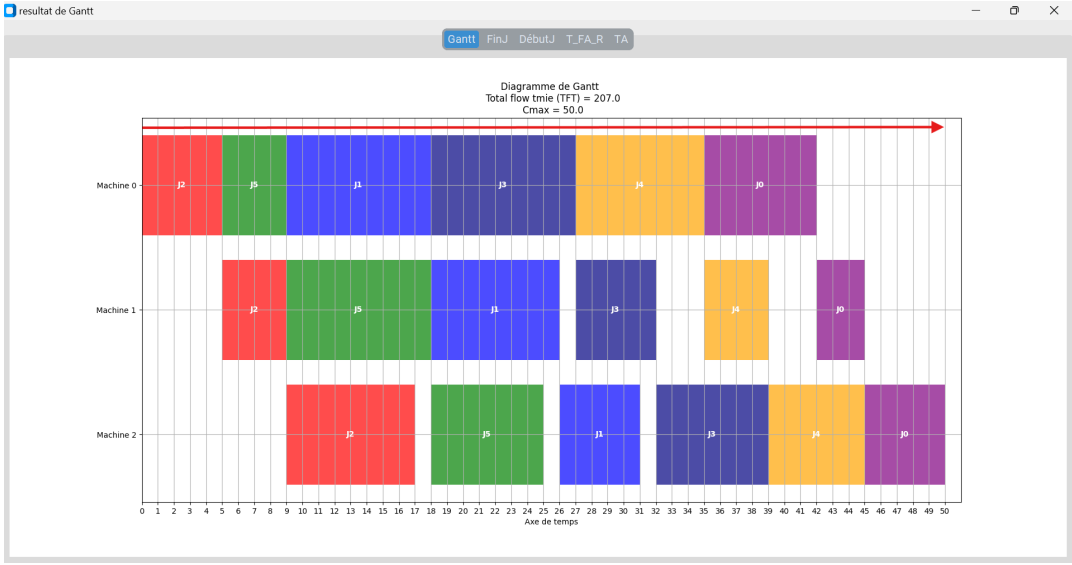 resultat de Gantt
Gantt FinJ DébutJ T_FA_R TA
Diagramme de Gantt
Total flow tmie (TFT) = 207.0
Cmax = 50.0
Machine 0 J2 J5 J1 J3 J4 J0
Machine 1 J2 J5 J1 J3 J4 J0
Machine 2 J2 J5 J1 J3 J4 J0
0 1 2 3 4 5 6 7 8 9 10 11 12 13 14 15 16 17 18 19 20 21 22 23 24 25 26 27 28 29 30 31 32 33 34 35 36 37 38 39 40 41 42 43 44 45 46 47 48 49 50
Axe de temps